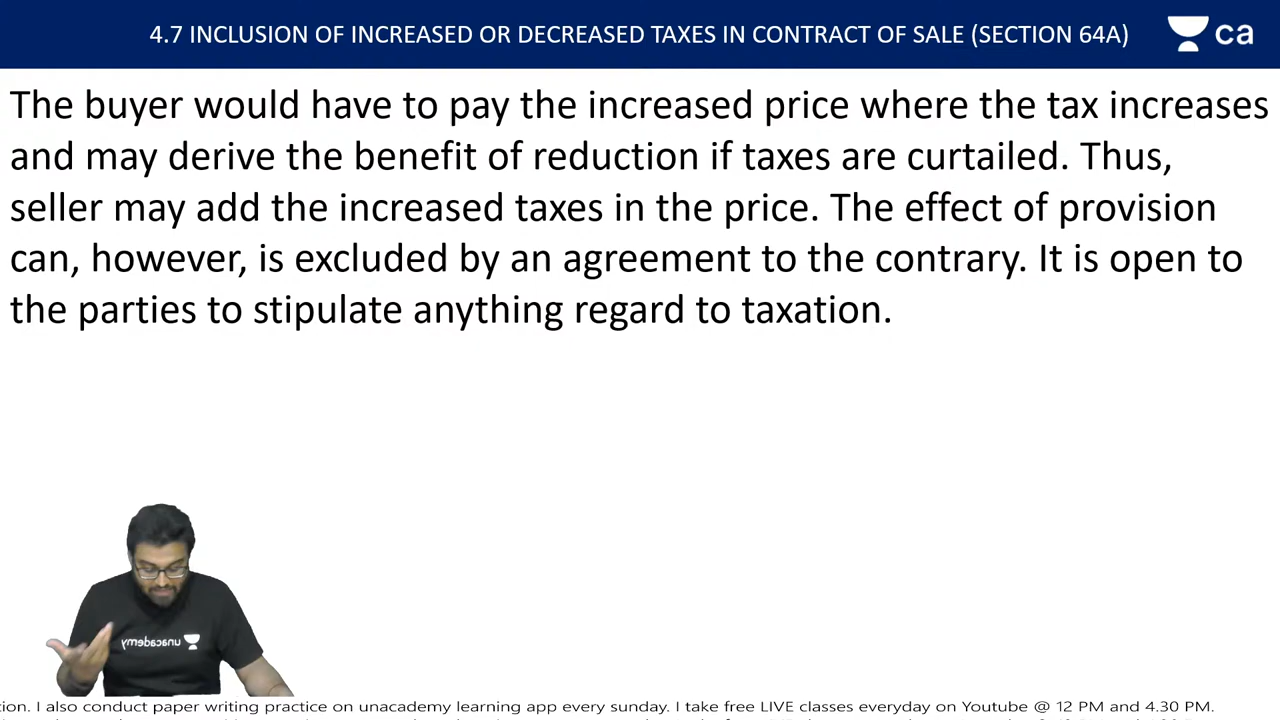 4.7 INCLUSION OF INCREASED OR DECREASED TAXES IN CONTRACT OF SALE (SECTION 64A)
ca
The buyer would have to pay the increased price where the tax increases
and may derive the benefit of reduction if taxes are curtailed. Thus,
seller may add the increased taxes in the price. The effect of provision
can, however, is excluded by an agreement to the contrary. It is open to
the parties to stipulate anything regard to taxation.
unacademy
tion. I also conduct paper writing practice on unacademy learning app every sunday. I take free LIVE classes everyday on Youtube @ 12 PM and 4.30 PM.